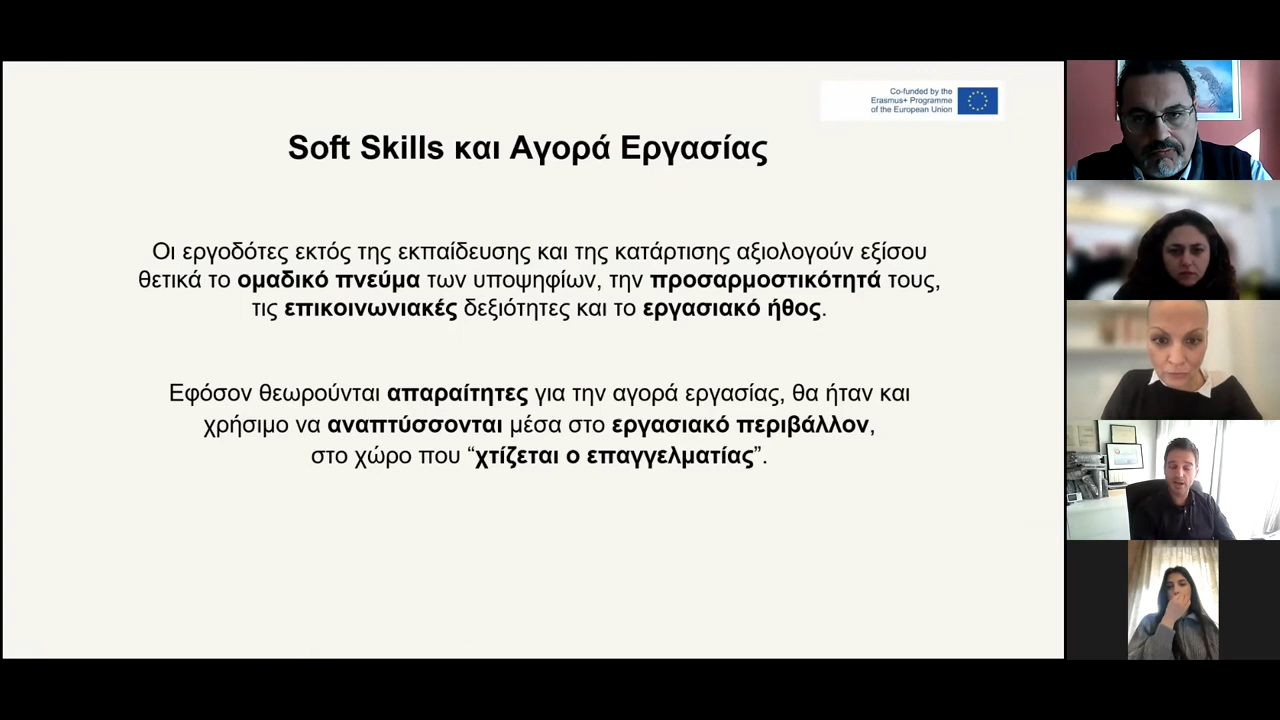 Co-funded by the
Erasmus+ Programme
of the European Union
Soft Skills και Αγορά Εργασίας
Οι εργοδότες εκτός της εκπαίδευσης και της κατάρτισης αξιολογούν εξίσου
θετικά το ομαδικό πνεύμα των υποψηφίων, την προσαρμοστικότητά τους,
τις επικοινωνιακές δεξιότητες και το εργασιακό ήθος.
Εφόσον θεωρούνται απαραίτητες για την αγορά εργασίας, θα ήταν και
χρήσιμο να αναπτύσσονται μέσα στο εργασιακό περιβάλλον,
στο χώρο που “χτίζεται ο επαγγελματίας”.